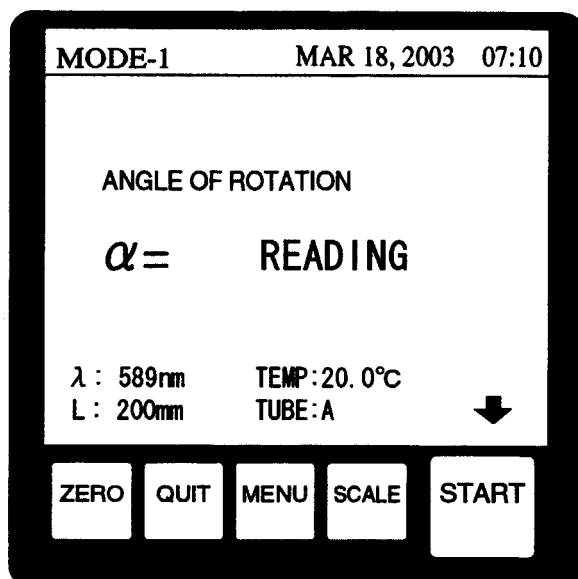 MODE-1 MAR 18, 2003 07:10
ANGLE OF ROTATION
α= READING
λ: 589nm TEMP:20.0°C
L: 200mm TUBE:A
ZERO QUIT MENU SCALE START